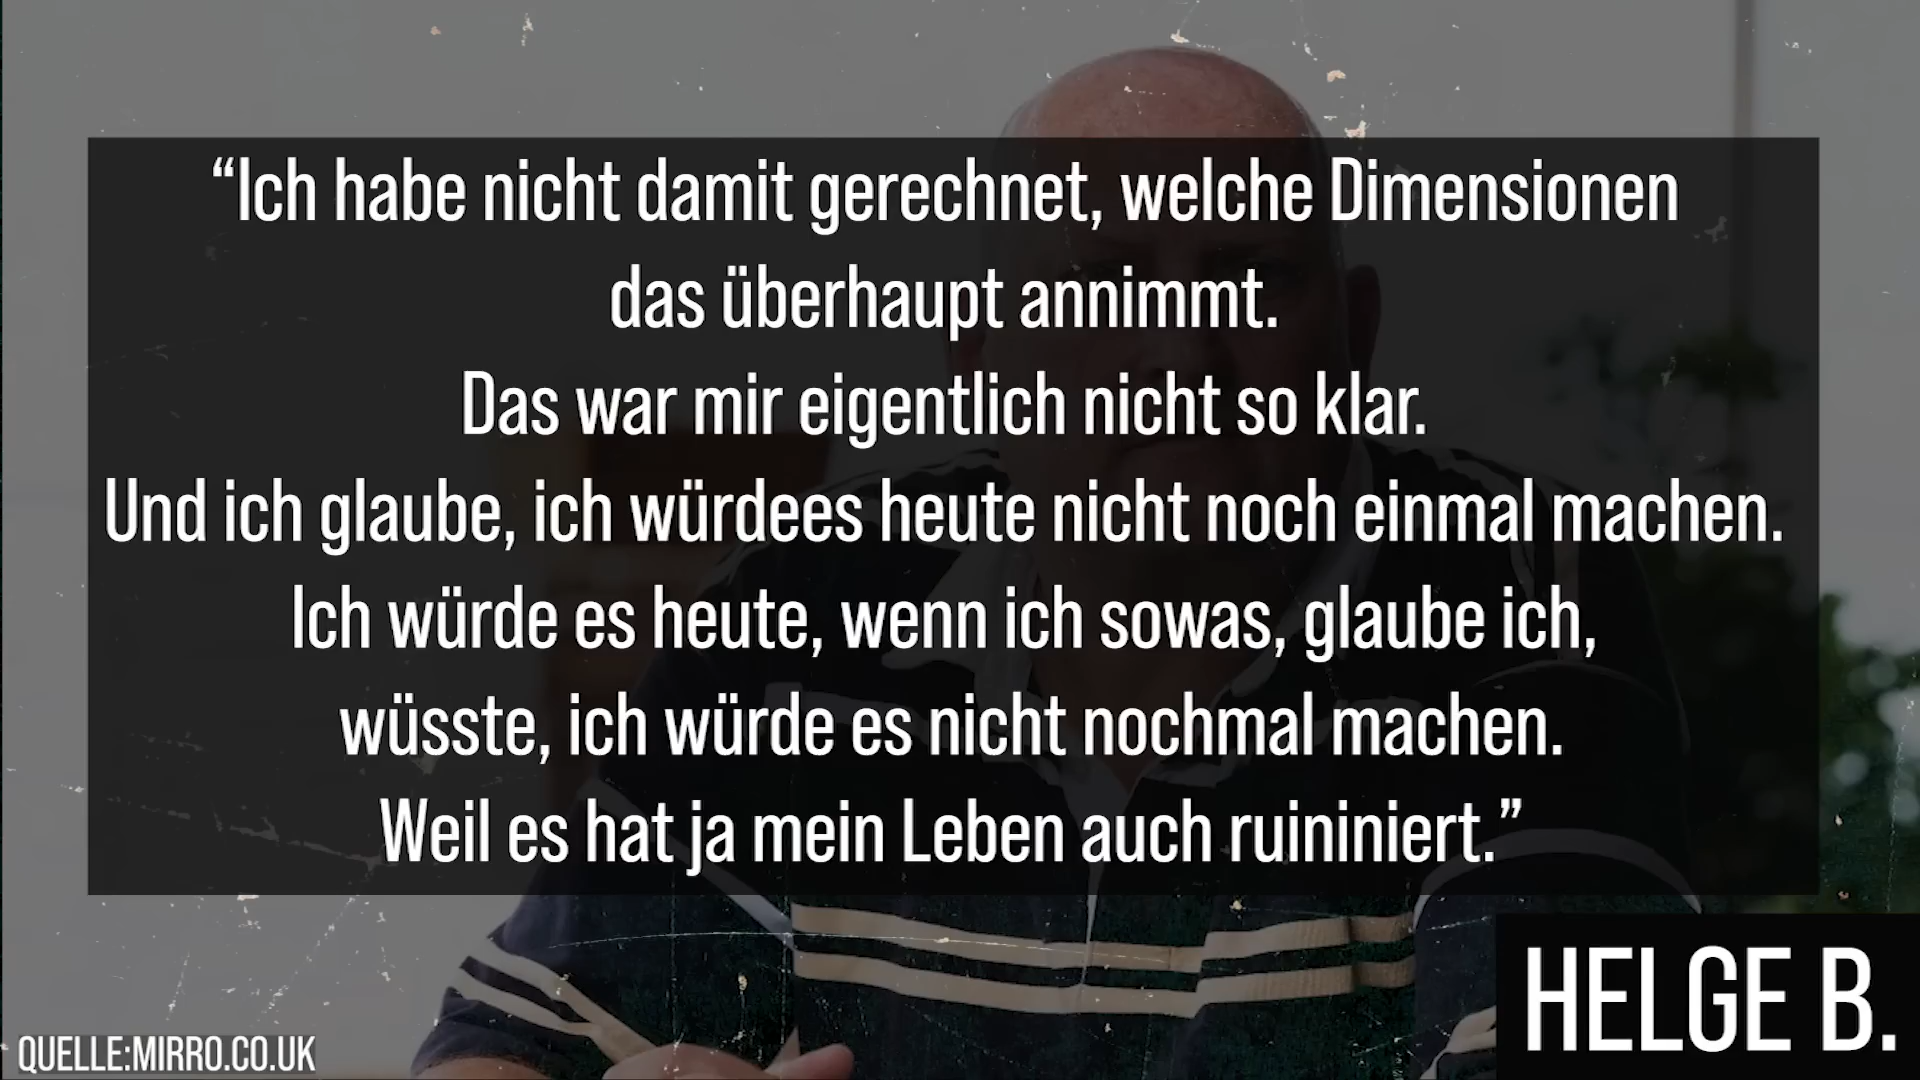 “Ich habe nicht damit gerechnet, welche Dimensionen
das überhaupt annimmt.
Das war mir eigentlich nicht so klar.
Und ich glaube, ich würdees heute nicht noch einmal machen.
Ich würde es heute, wenn ich sowas, glaube ich,
wüsste, ich würde es nicht nochmal machen.
Weil es hat ja mein Leben auch ruininiert.”
HELGE B.
QUELLE:MIRRO.CO.UK